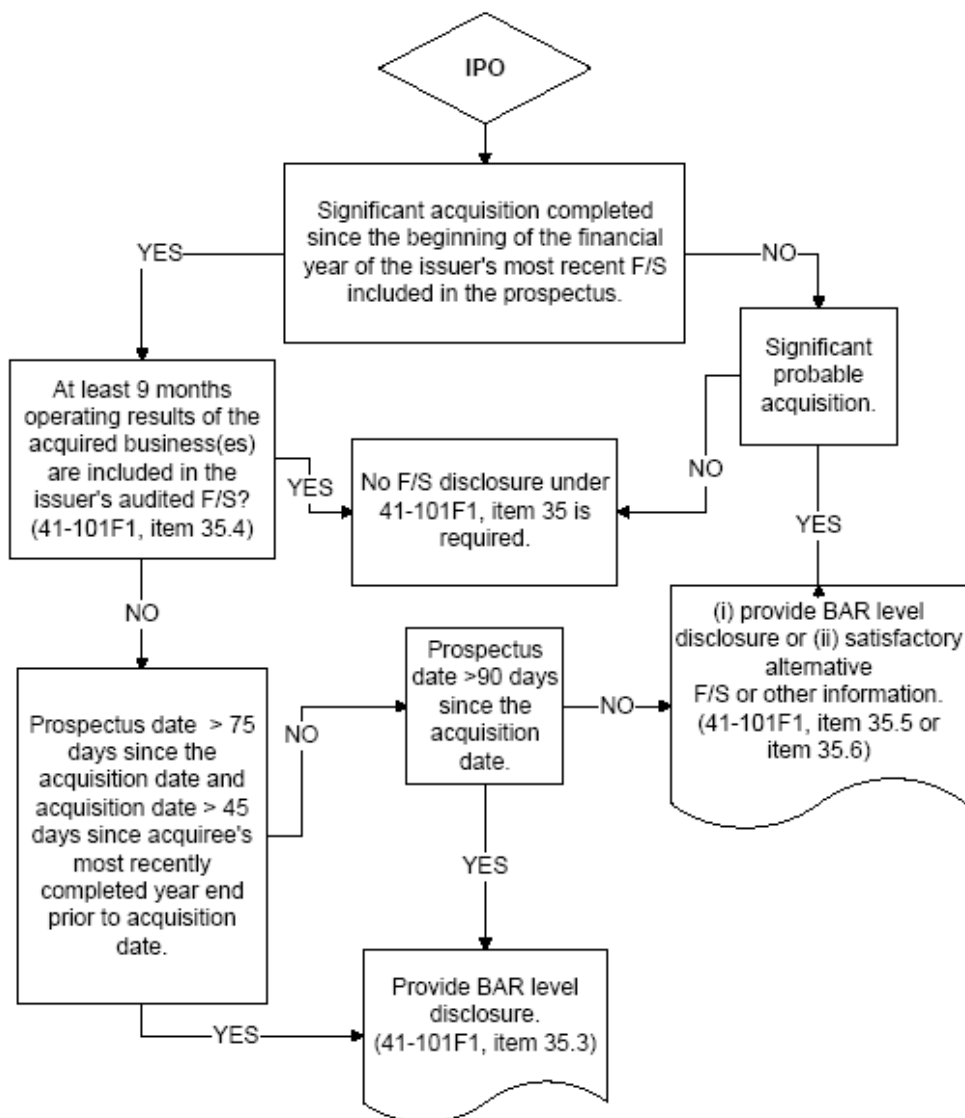 IPO
Significant acquisition completed
since the beginning of the financial
year of the issuer's most recent F/S
included in the prospectus.
YES
NO
At least 9 months
operating results of the
acquired business(es)
are included in the
issuer's audited F/S?
(41-101F1, item 35.4)
YES
No F/S disclosure under
41-101F1, item 35 is
required.
Significant
probable
acquisition.
NO
YES
NO
Prospectus date > 75
days since the
acquisition date and
acquisition date > 45
days since acquiree's
most recently
completed year end
prior to acquisition
date.
NO
Prospectus
date >90 days
since the
acquisition
date.
NO
(i) provide BAR level
disclosure or (ii) satisfactory
alternative
F/S or other information.
(41-101F1, item 35.5 or
item 35.6)
YES
YES
Provide BAR level
disclosure.
(41-101F1, item 35.3)